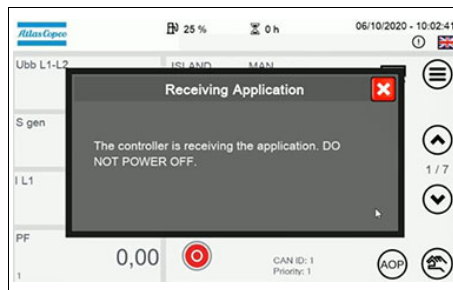 Atlas Copco
25 %
0 h
06/10/2020 - 10:02:41
Ubb L1-L2
ISLAND
MAN
Receiving Application
S gen
The controller is receiving the application. DO
NOT POWER OFF.
I L1
1 / 7
PF
0,00
1
CAN ID: 1
Priority: 1
AOP